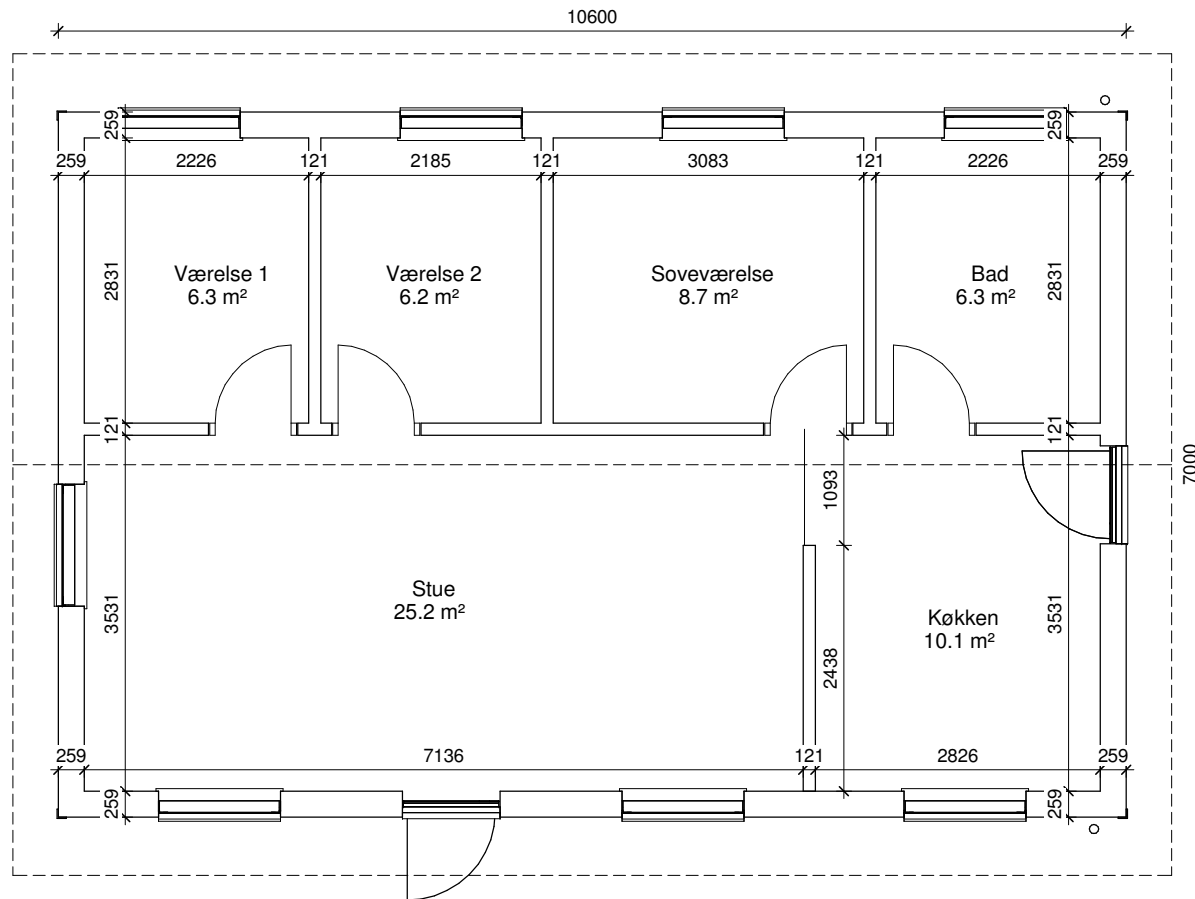 10600
259
259
259
2226
121
2185
121
3083
121
2226
259
2831
2831
Værelse 1
6.3 m²
Værelse 2
6.2 m²
Soveværelse
8.7 m²
Bad
6.3 m²
121
121
7000
1093
Stue
25.2 m²
3531
3531
Køkken
10.1 m²
2438
259
7136
121
2826
259
259
259